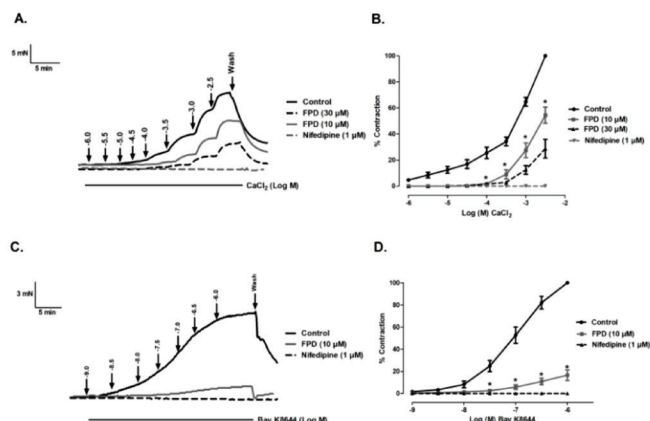 A.
5 mN
5 min
-6.0
-5.5
-5.0
-4.5
-4.0
-3.5
-3.0
-2.5
Wash
Control
FPD (30 µM)
FPD (10 µM)
Nifedipine (1 µM)
CaCl₂ (Log M)
B.
100
80
60
40
20
0
% Contraction
-6
-5
-4
-3
-2
Log (M) CaCl₂
* * * *
Control
FPD (10 µM)
FPD (30 µM)
Nifedipine (1 µM)
C.
3 mN
5 min
-9.0
-8.5
-8.0
-7.5
-7.0
-6.5
-6.0
Wash
Control
FPD (10 µM)
Nifedipine (1 µM)
Bay K8644 (Log M)
D.
100
80
60
40
20
0
% Contraction
-9
-8
-7
-6
Log (M) Bay K8644
* * * *
Control
FPD (10 µM)
Nifedipine (1 µM)